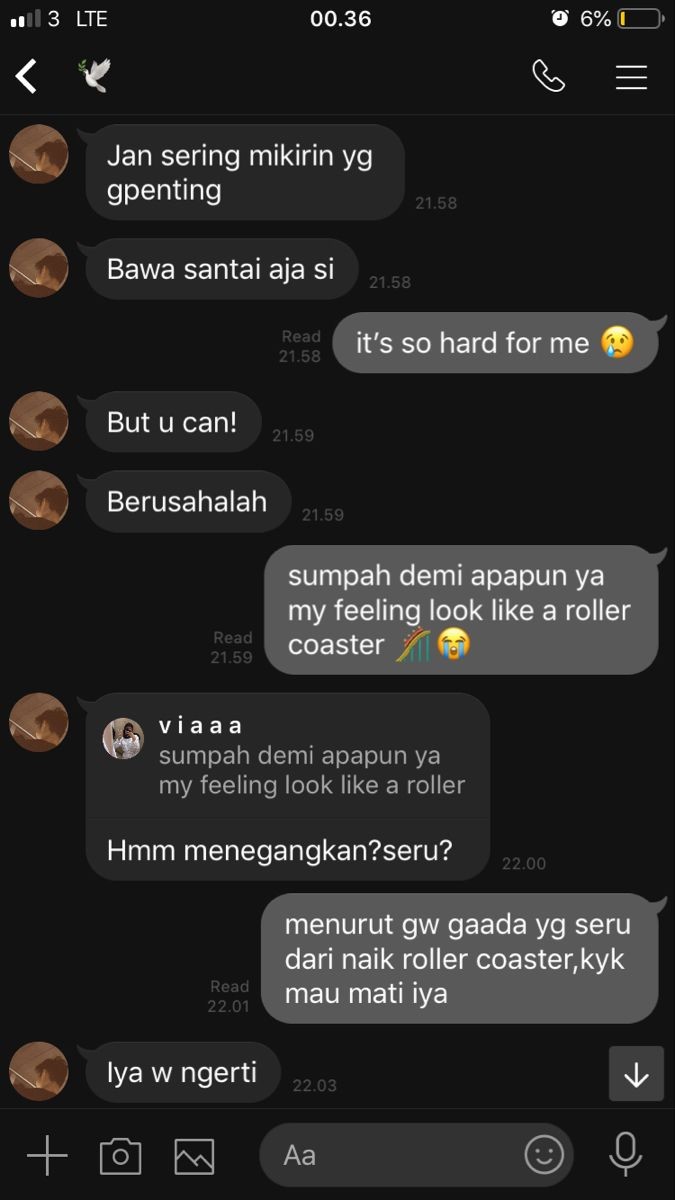 3 LTE 00.36 6%
Jan sering mikirin yg
gpenting
21.58
Bawa santai aja si
21.58
Read
21.58
it's so hard for me 😢
But u can!
21.59
Berusahalah
21.59
sumpah demi apapun ya
my feeling look like a roller
coaster 🎢😭
Read
21.59
v i a a a
sumpah demi apapun ya
my feeling look like a roller
Hmm menegangkan?seru?
22.00
menurut gw gaada yg seru
dari naik roller coaster,kyk
mau mati iya
Read
22.01
Iya w ngerti
22.03
Aa